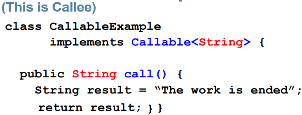 (This is Callee)
class CallableExample
implements Callable<String> {
public String call() {
String result = “The work is ended”;
return result; } }